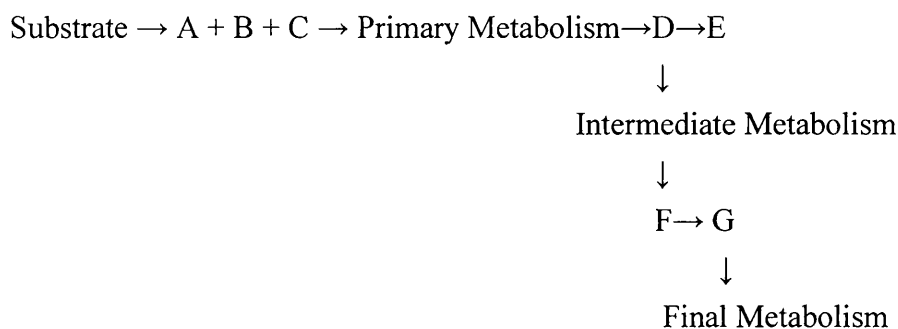 Substrate → A + B + C → Primary Metabolism→D→E
↓
Intermediate Metabolism
↓
F→ G
↓
Final Metabolism